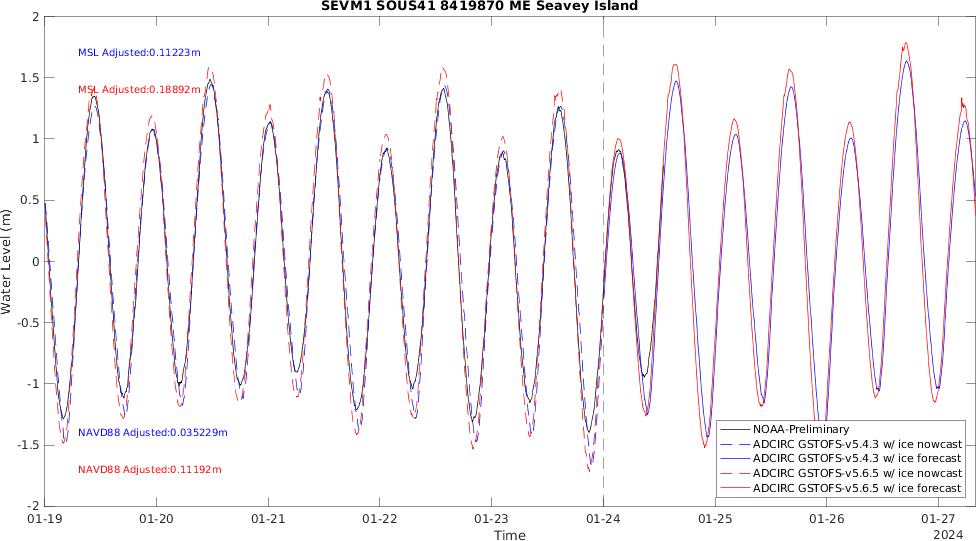 SEVM1 SOUS41 8419870 ME Seavey Island
2
1.5
1
0.5
0
-0.5
-1
-1.5
-2
Water Level (m)
MSL Adjusted:0.11223m
MSL Adjusted:0.18892m
NAVD88 Adjusted:0.035229m
NAVD88 Adjusted:0.11192m
NOAA-Preliminary
ADCIRC GSTOFS-v5.4.3 w/ ice nowcast
ADCIRC GSTOFS-v5.4.3 w/ ice forecast
ADCIRC GSTOFS-v5.6.5 w/ ice nowcast
ADCIRC GSTOFS-v5.6.5 w/ ice forecast
01-19 01-20 01-21 01-22 01-23 01-24 01-25 01-26 01-27
Time
2024